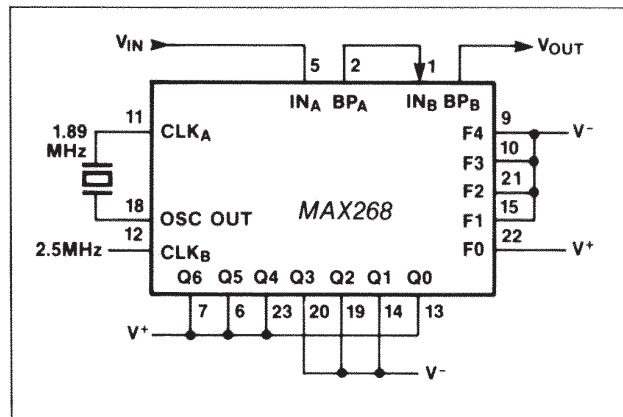 VIN
VOUT
5
2
1
INA
BPA
INB
BPB
11
CLKA
1.89
MHz
18
OSC OUT
12
2.5MHz
CLKB
MAX268
F4
9
V-
F3
10
F2
21
F1
15
F0
22
V+
Q6 Q5 Q4 Q3 Q2 Q1 Q0
7 6 23 20 19 14 13
V+
V-